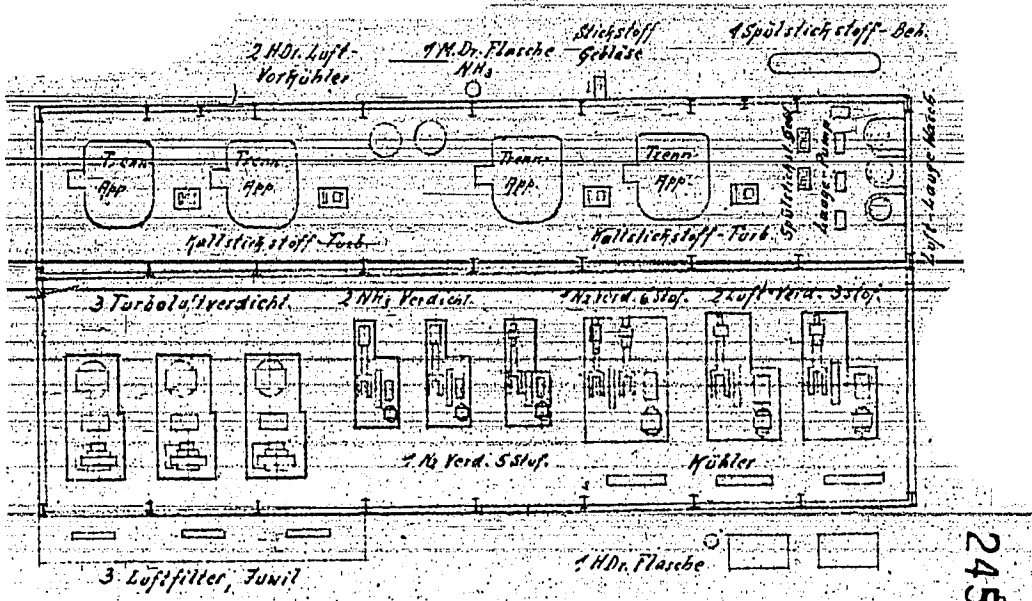 2 HDr. Luft-
Vorkühler
1 M.Dr. Flasche
NH₃
Stickstoff
Gebläse
1 Spülstickstoff-Beh.
Trenn
App.
Trenn
App.
Trenn
App.
Trenn
App.
Spülstickst. Gebl.
Lauge-Pump.
Kaltstickstoff-Turb.
Kaltstickstoff-Turb.
3 Turboluftverdicht.
2 NH₃ Verdicht.
1 N₂ Verd. 6 Stuf.
2 Luft-Verd. 3 Stuf.
1 N₂ Verd. 5 Stuf.
Kühler
3 Luftfilter,
1 HDr. Flasche
245